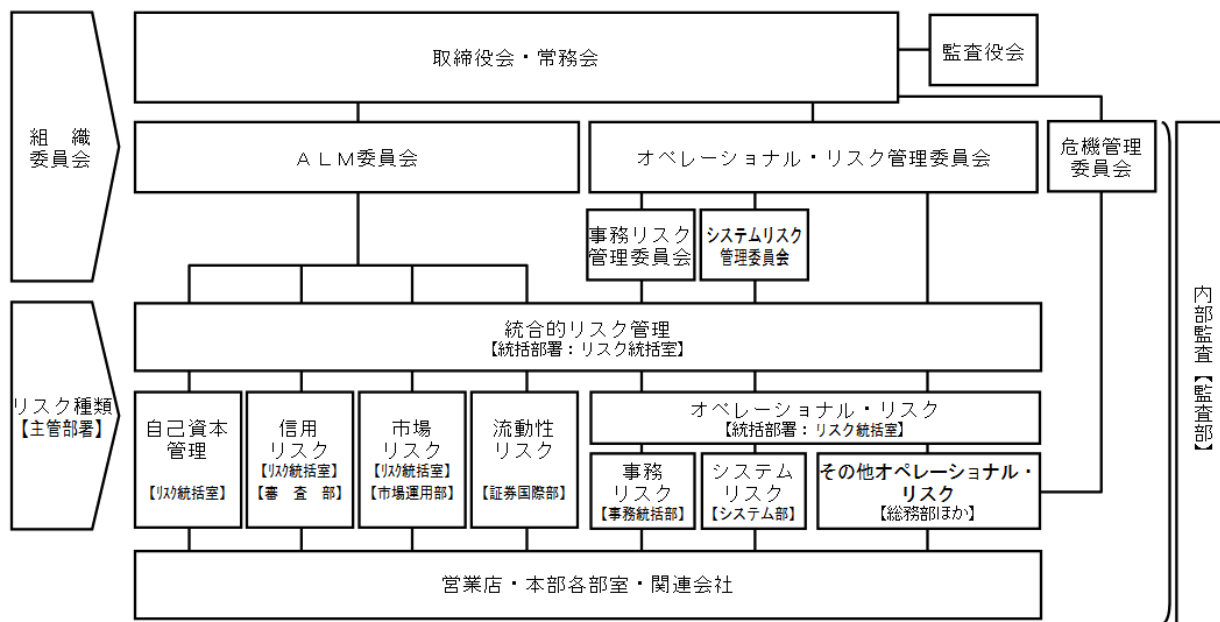 取締役会・常務会
監査役会
組　織
委員会
ＡＬＭ委員会
オペレーショナル・リスク管理委員会
危機管理
委員会
事務リスク
管理委員会
システムリスク
管理委員会
統合的リスク管理
【統括部署：リスク統括室】
リスク種類
【主管部署】
自己資本
管理
【リスク統括室】
信用
リスク
【リスク統括室】
【審　査　部】
市場
リスク
【リスク統括室】
【市場運用部】
流動性
リスク
【証券国際部】
オペレーショナル・リスク
【統括部署：リスク統括室】
事務
リスク
【事務統括部】
システム
リスク
【システム部】
その他オペレーショナル・
リスク
【総務部ほか】
営業店・本部各部室・関連会社
内部監査【監査部】